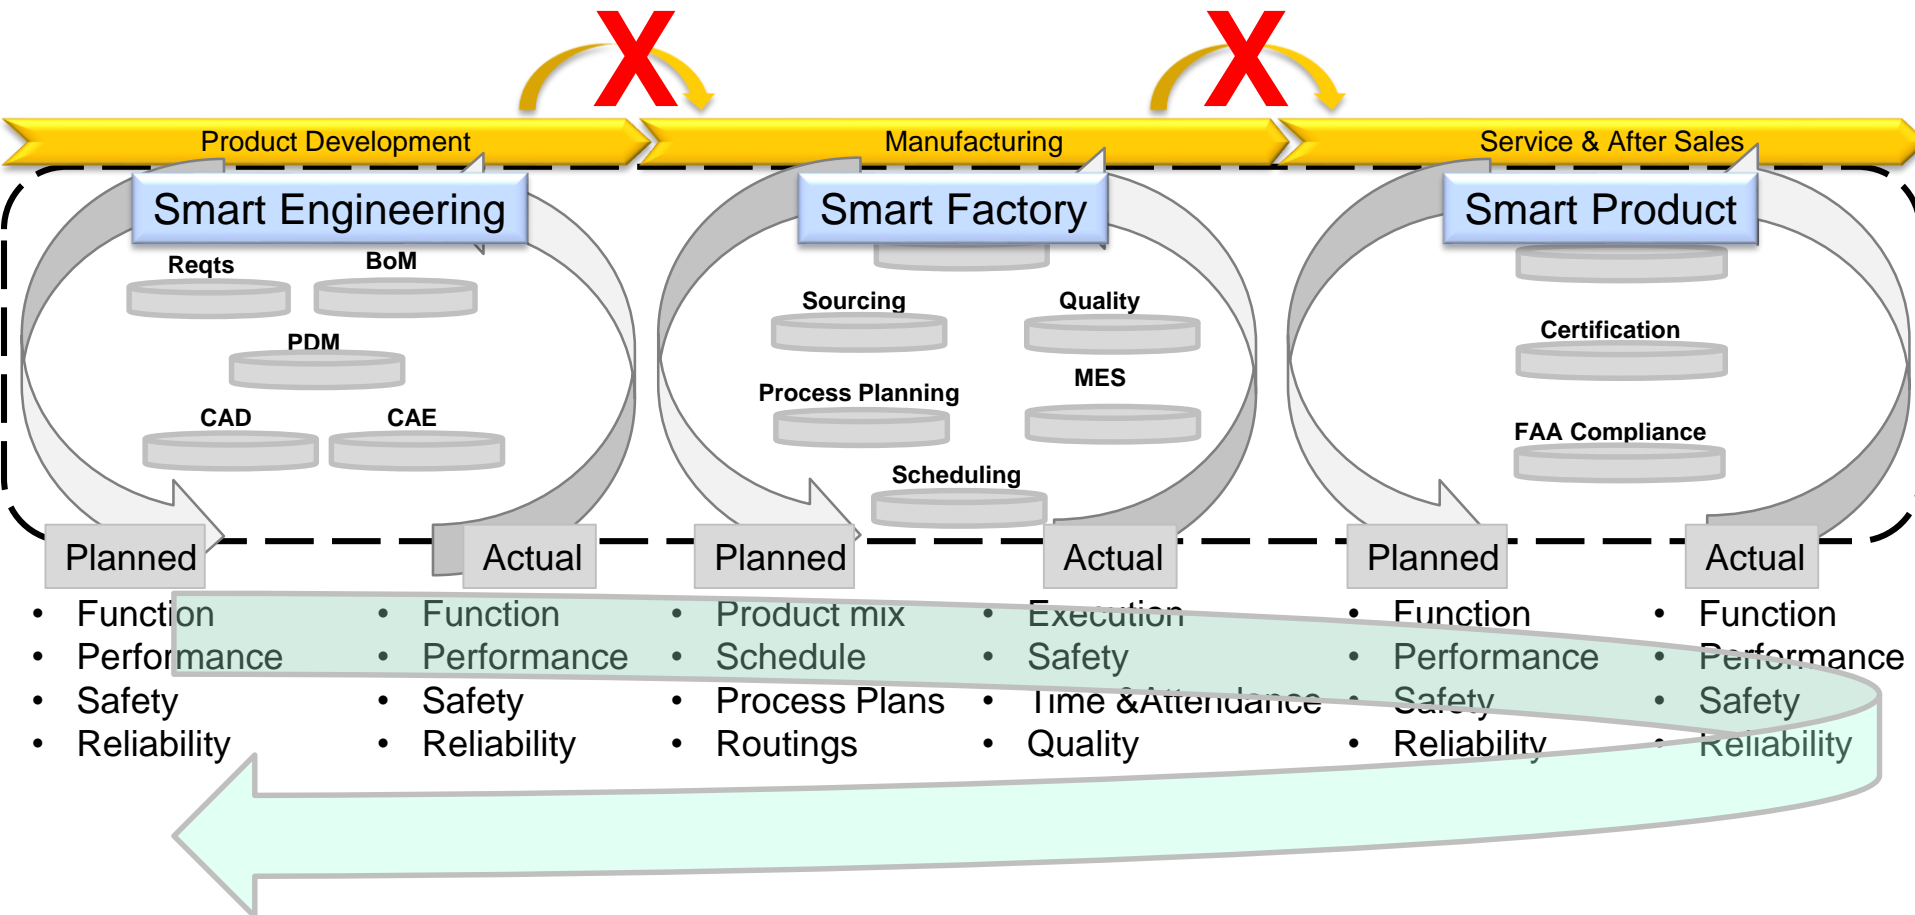 X
X
Product Development
Manufacturing
Service & After Sales
Smart Engineering
Smart Factory
Smart Product
Reqts
BoM
PDM
CAD
CAE
Sourcing
Quality
Process Planning
MES
Scheduling
Certification
FAA Compliance
Planned
Actual
Planned
Actual
Planned
Actual
• Function
• Performance
• Safety
• Reliability
• Function
• Performance
• Safety
• Reliability
• Product mix
• Schedule
• Process Plans
• Routings
• Execution
• Safety
• Time &Attendance
• Quality
• Function
• Performance
• Safety
• Reliability
• Function
• Performance
• Safety
• Reliability